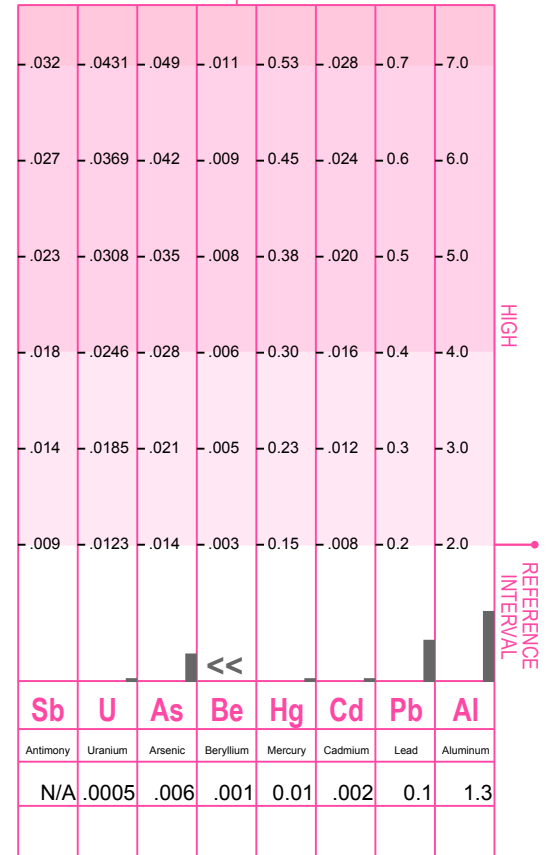 .032 .0431 .049 .011 0.53 .028 0.7 7.0
.027 .0369 .042 .009 0.45 .024 0.6 6.0
.023 .0308 .035 .008 0.38 .020 0.5 5.0
HIGH
.018 .0246 .028 .006 0.30 .016 0.4 4.0
.014 .0185 .021 .005 0.23 .012 0.3 3.0
.009 .0123 .014 .003 0.15 .008 0.2 2.0
REFERENCE
INTERVAL
<<
Sb U As Be Hg Cd Pb Al
Antimony Uranium Arsenic Beryllium Mercury Cadmium Lead Aluminum
N/A .0005 .006 .001 0.01 .002 0.1 1.3